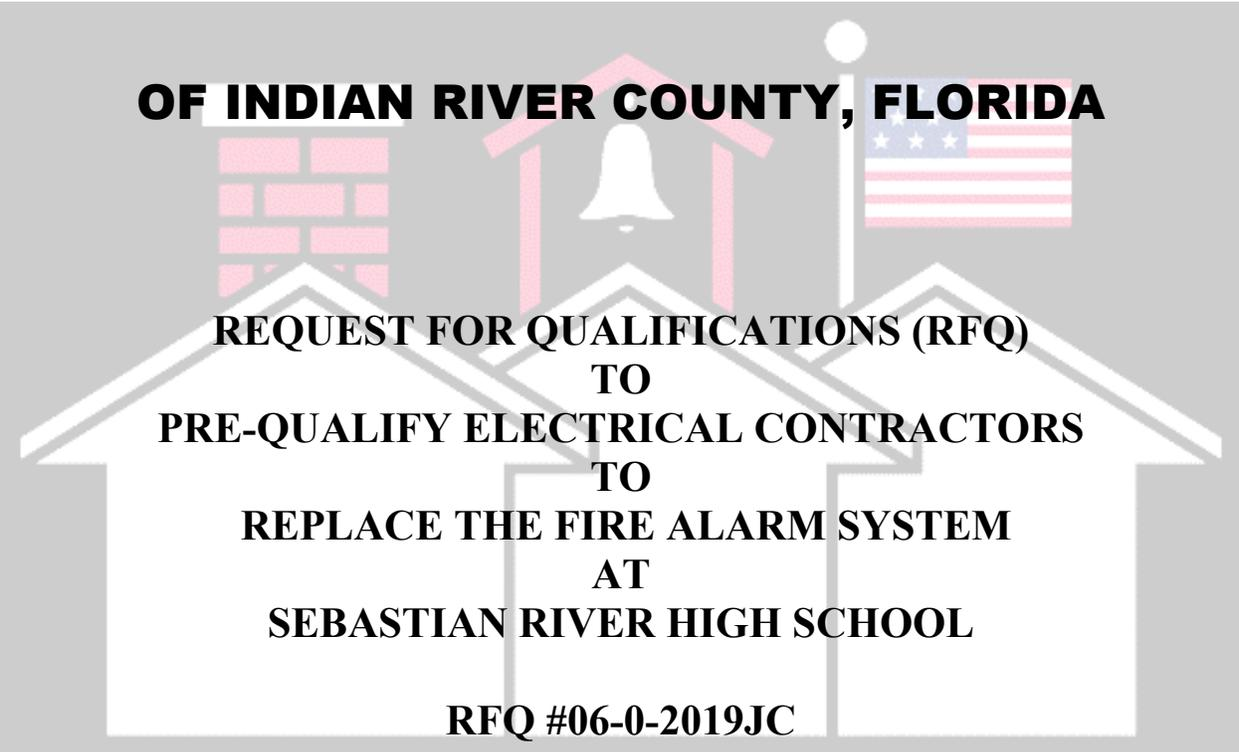 OF INDIAN RIVER COUNTY, FLORIDA
REQUEST FOR QUALIFICATIONS (RFQ)
TO
PRE-QUALIFY ELECTRICAL CONTRACTORS
TO
REPLACE THE FIRE ALARM SYSTEM
AT
SEBASTIAN RIVER HIGH SCHOOL
RFQ #06-0-2019JC